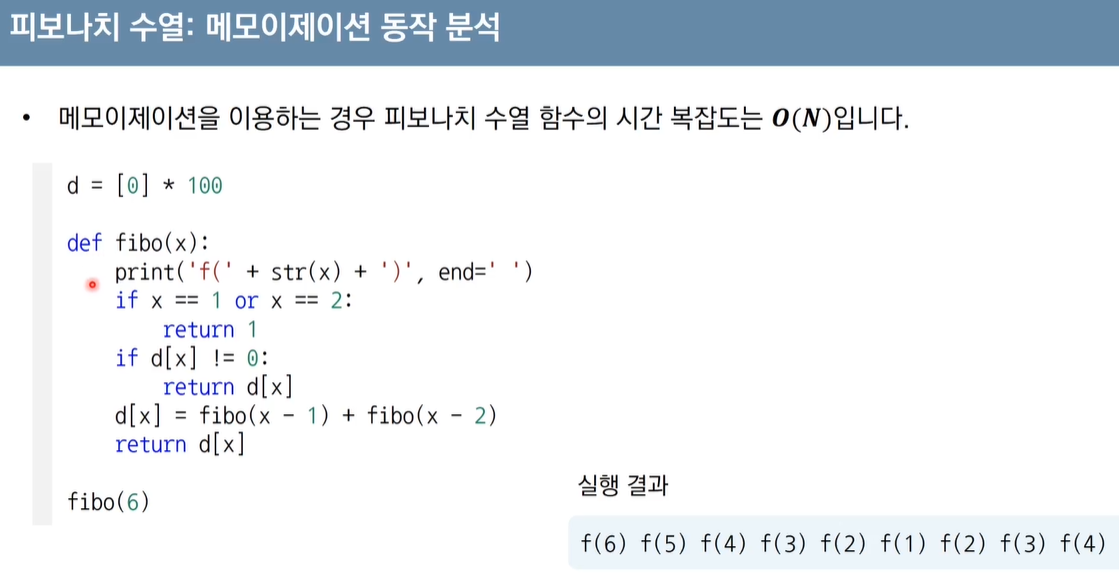 피보나치 수열: 메모이제이션 동작 분석
• 메모이제이션을 이용하는 경우 피보나치 수열 함수의 시간 복잡도는 O(N)입니다.
d = [0] * 100
def fibo(x):
    print('f(' + str(x) + ')', end=' ')
    if x == 1 or x == 2:
        return 1
    if d[x] != 0:
        return d[x]
    d[x] = fibo(x - 1) + fibo(x - 2)
    return d[x]
fibo(6)
실행 결과
f(6) f(5) f(4) f(3) f(2) f(1) f(2) f(3) f(4)